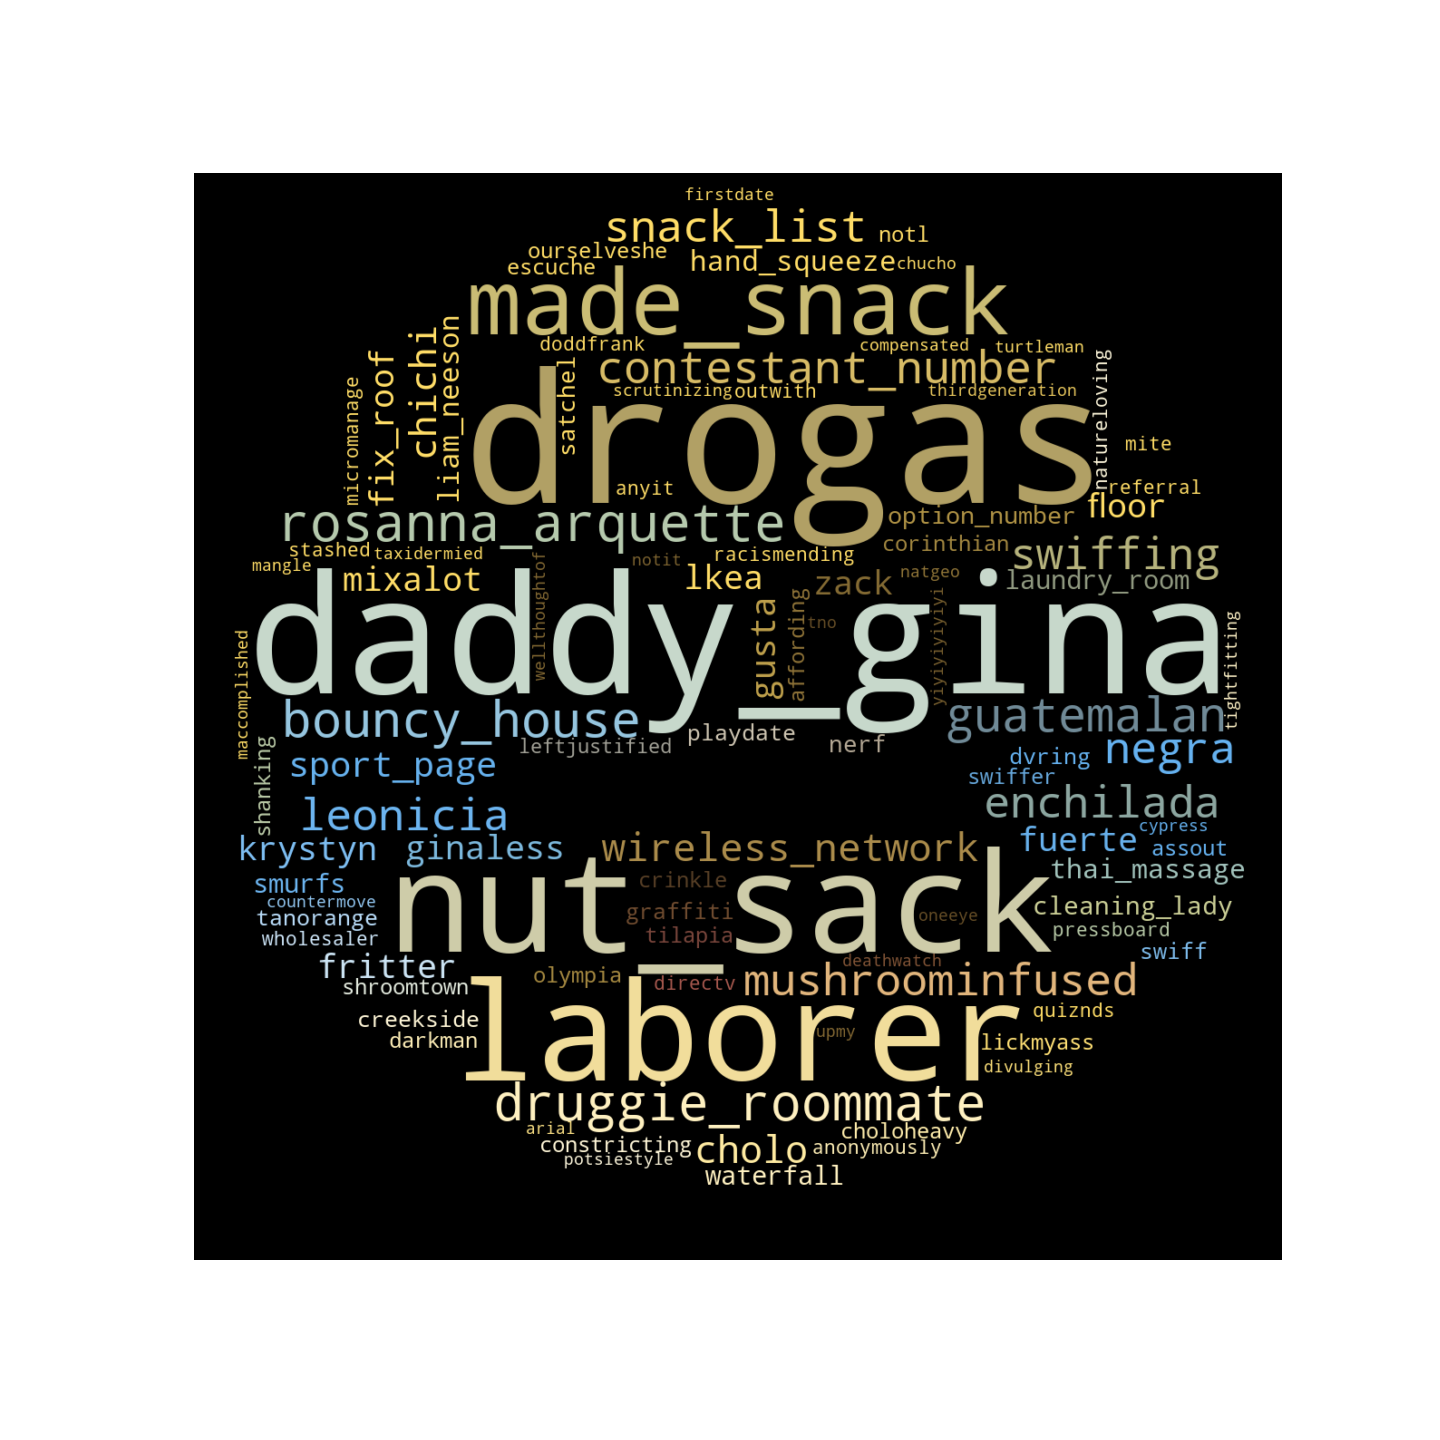 firstdate
snack_list
notl
ourselveshe
escuche
hand_squeeze
chucho
made_snack
doddfrank
compensated
turtleman
contestant_number
micromanage
fix_roof
chichi
liam_neeson
satchel
scrutinizing
outwith
thirdgeneration
natureloving
drogas
mite
anyit
referral
floor
rosanna_arquette
option_number
corinthian
stashed
taxidermied
mangle
wellthoughtof
notit
racismending
swiffing
mixalot
lkea
zack
natgeo
laundry_room
daddy_gina
gusta
affording
tno
yiyiyiyiyiyi
tightfitting
maccomplished
bouncy_house
guatemalan
playdate
leftjustified
nerf
negra
shanking
sport_page
dvring
swiffer
leonicia
enchilada
cypress
krystyn
ginaless
wireless_network
fuerte
assout
nut_sack
thai_massage
smurfs
crinkle
countermove
tanorange
graffiti
oneeye
cleaning_lady
wholesaler
tilapia
pressboard
swiff
fritter
olympia
deathwatch
shroomtown
directv
mushroominfused
laborer
creekside
quiznds
darkman
upmy
lickmyass
divulging
druggie_roommate
arial
choloheavy
constricting
cholo
anonymously
potsiestyle
waterfall